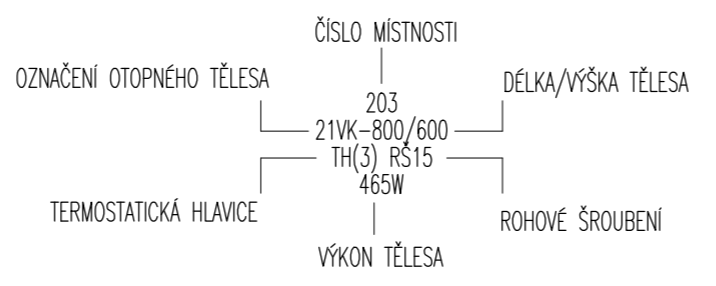 ČÍSLO MÍSTNOSTI
OZNAČENÍ OTOPNÉHO TĚLESA
DÉLKA/VÝŠKA TĚLESA
203
21VK-800/600
TH(3) RŠ15
465W
TERMOSTATICKÁ HLAVICE
ROHOVÉ ŠROUBENÍ
VÝKON TĚLESA